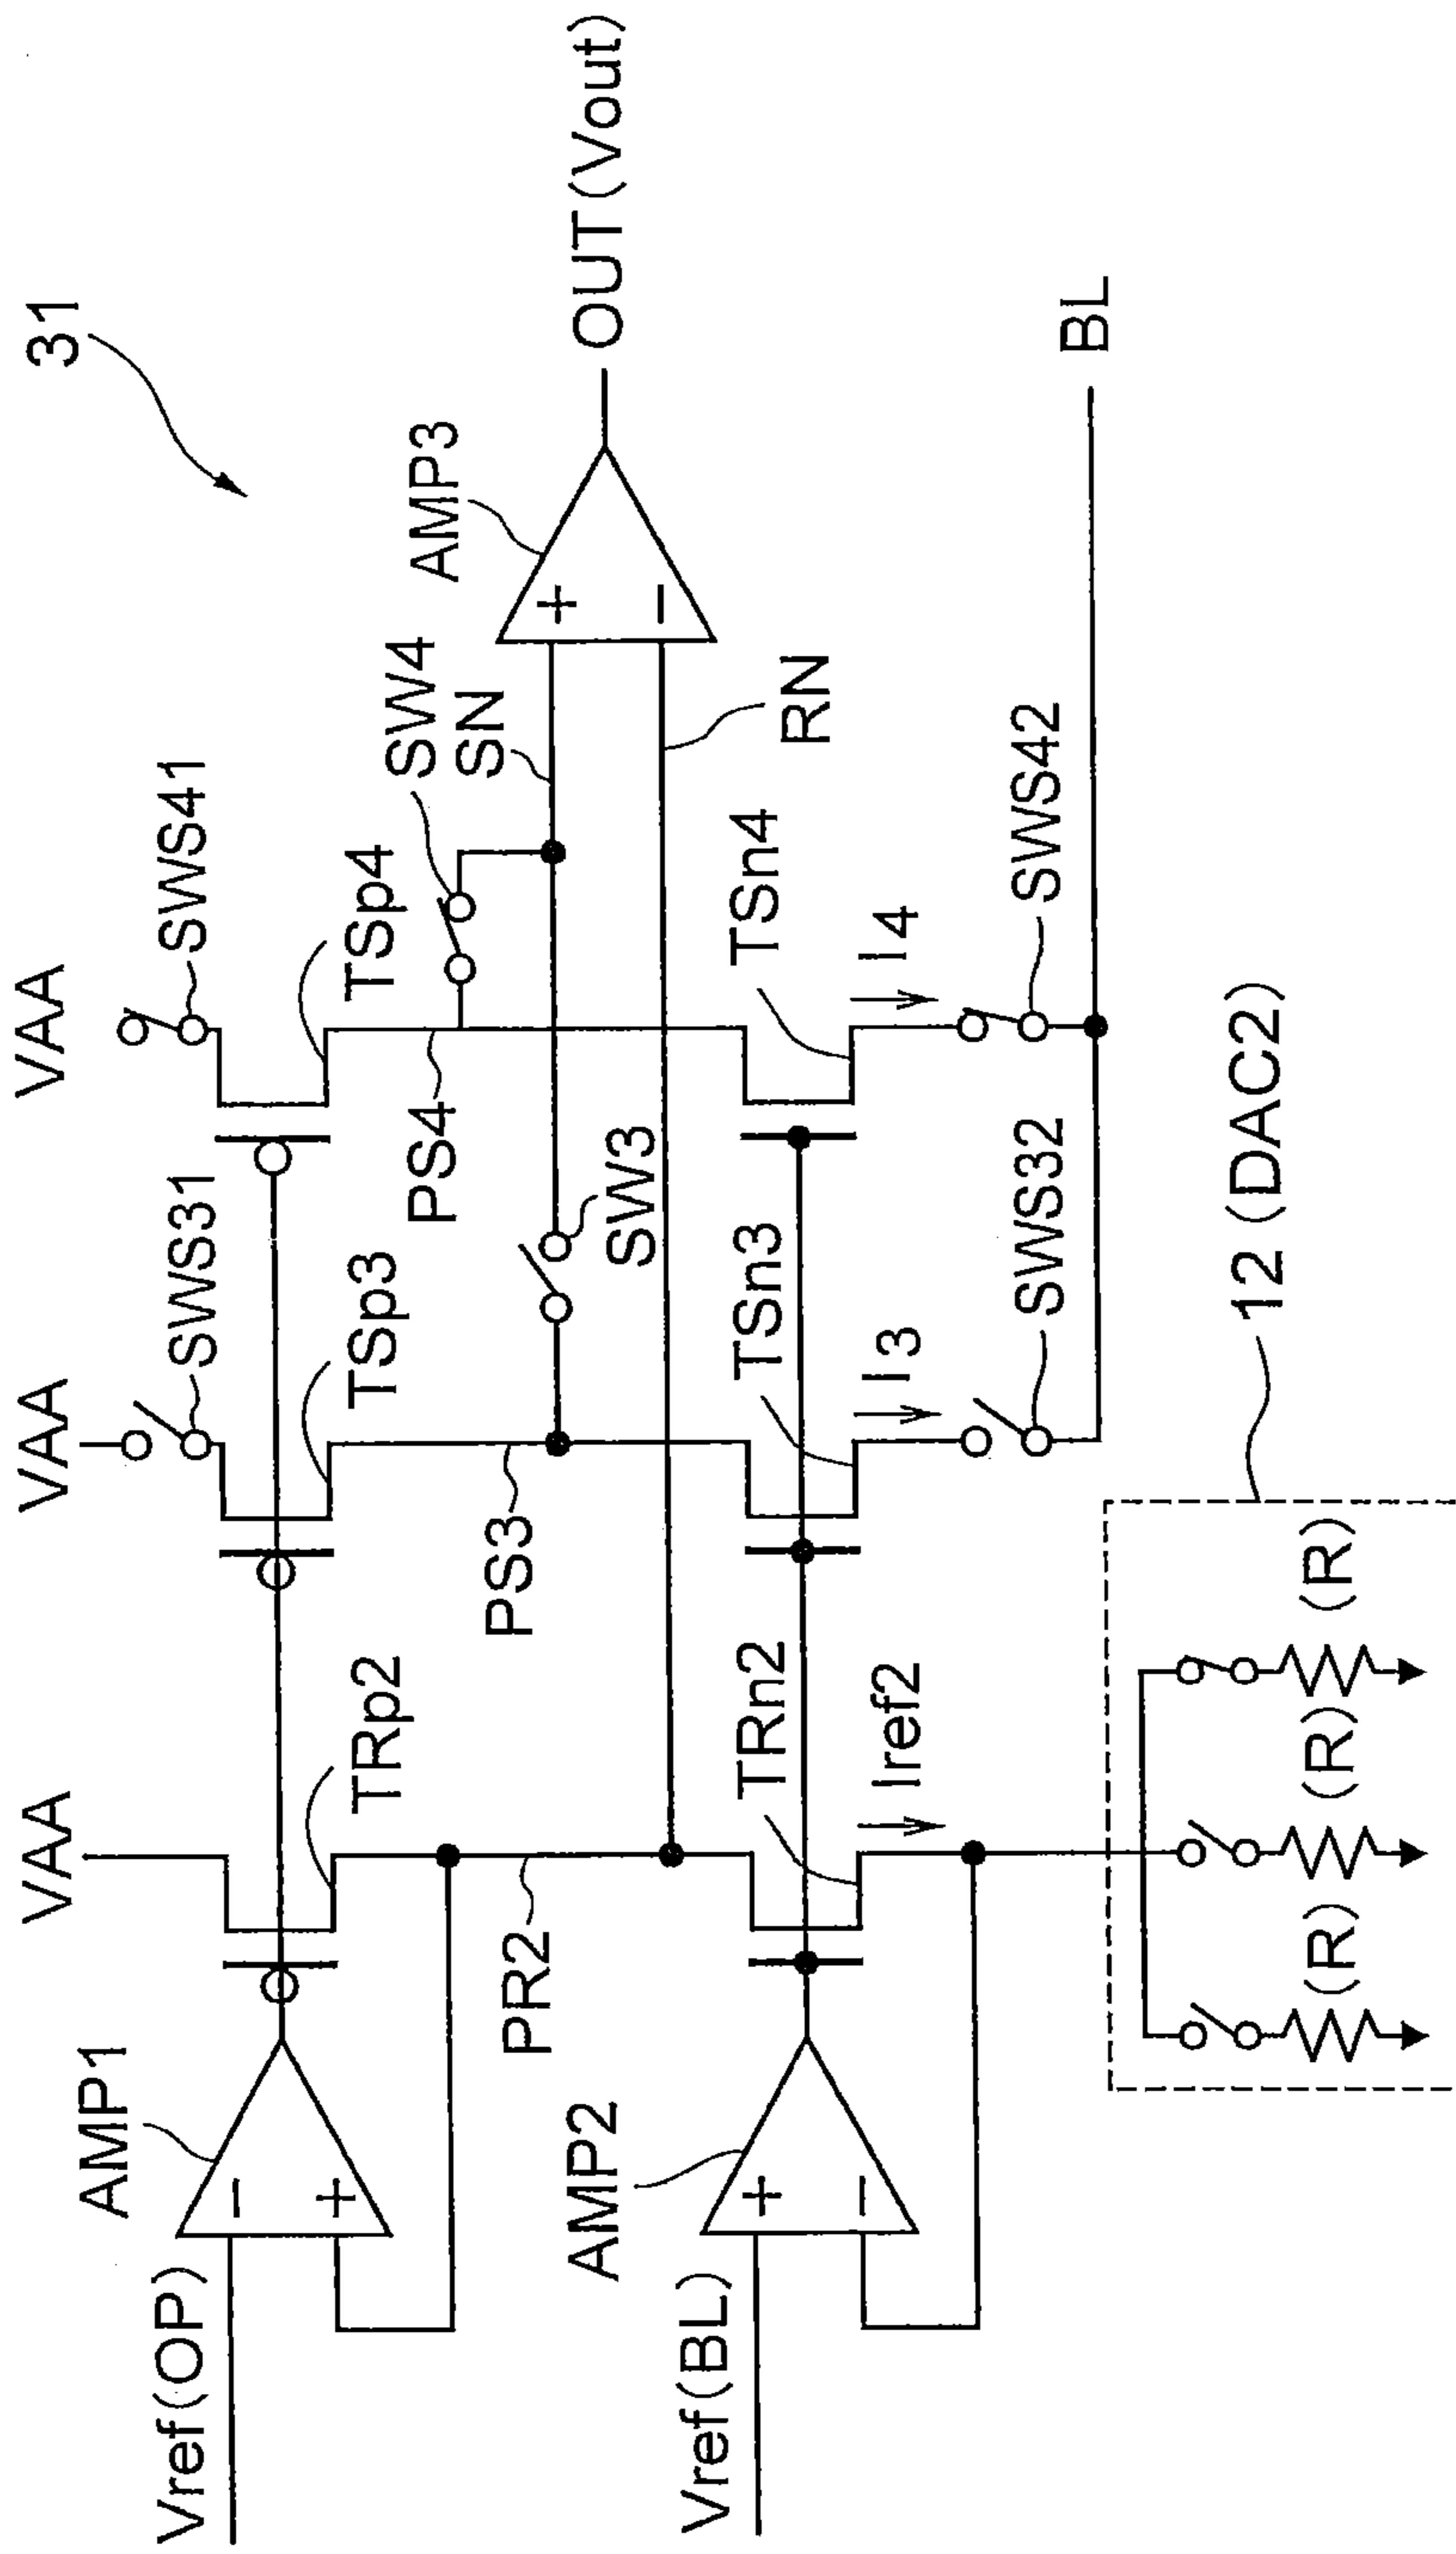 31
VAA
VAA
VAA
SWS31
SWS41
AMP1
TRp2
TSp3
TSp4
Vref(OP)
−
+
SW4
SN
AMP3
PS4
PR2
PS3
SW3
+
−
OUT(Vout)
RN
AMP2
TRn2
TSn3
TSn4
Vref(BL)
+
−
Iref2
I3
I4
SWS32
SWS42
BL
12(DAC2)
(R)
(R)
(R)